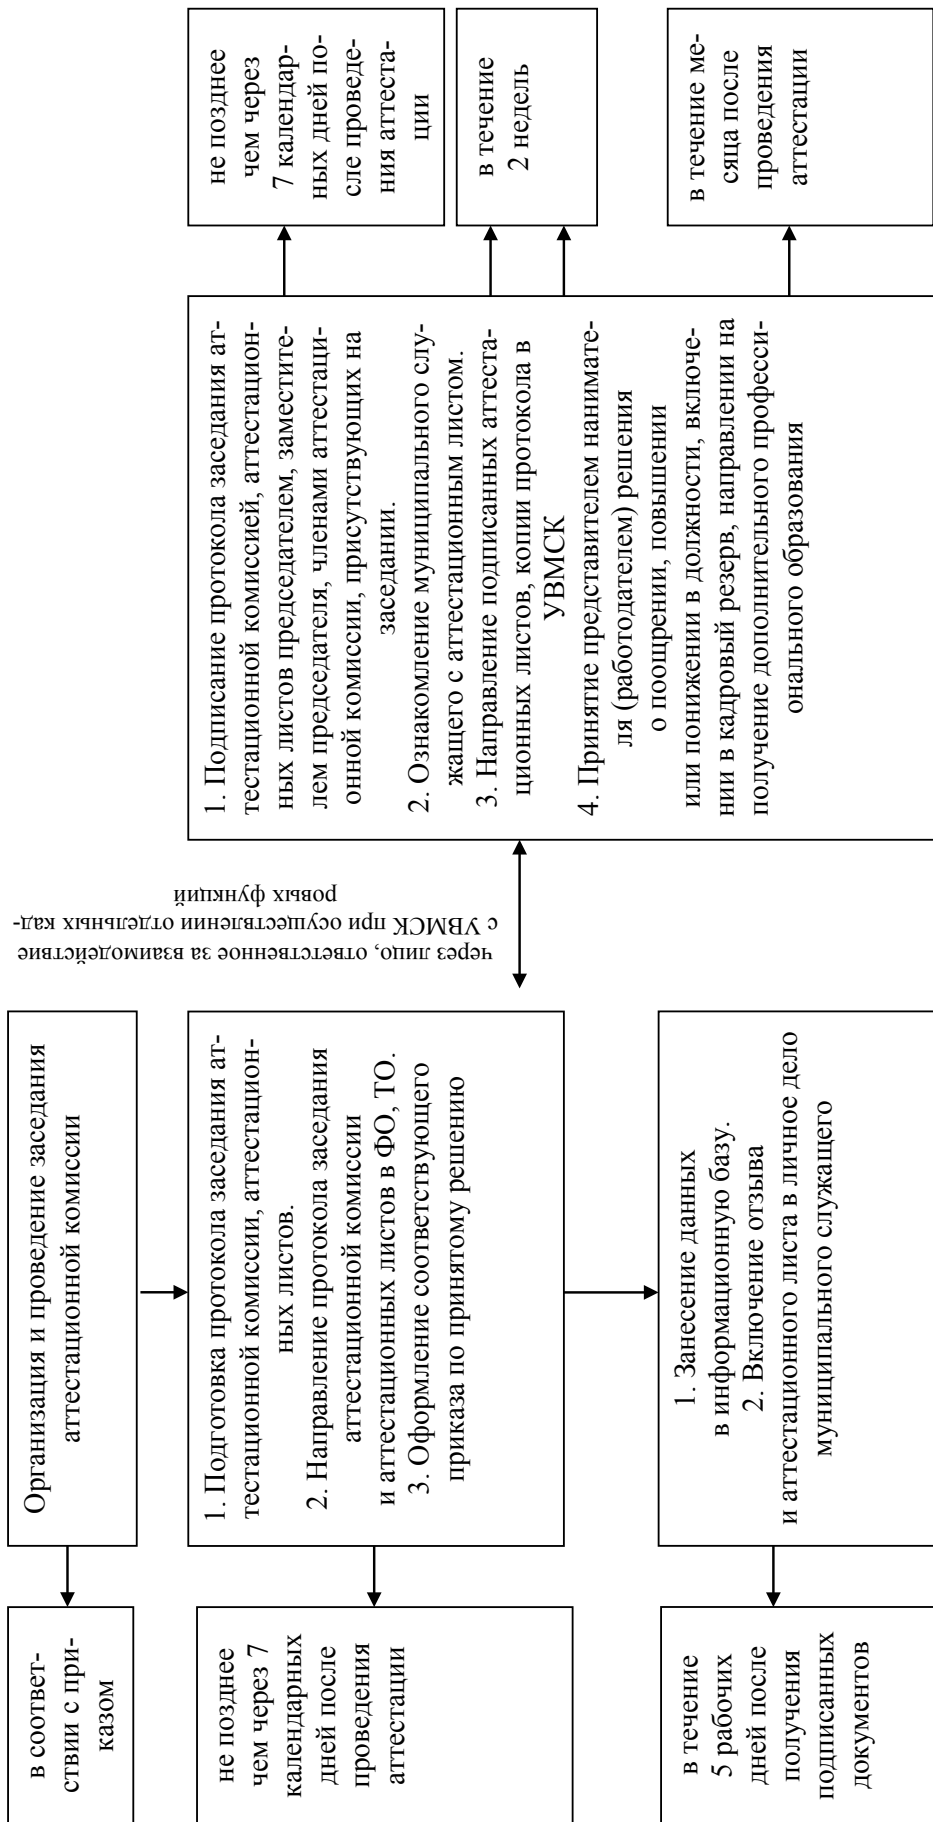 в соответ-
ствии с при-
казом
Организация и проведение заседания
аттестационной комиссии
не позднее
чем через 7
календарных
дней после
проведения
аттестации
1. Подготовка протокола заседания ат-
тестационной комиссии, аттестацион-
ных листов.
2. Направление протокола заседания
аттестационной комиссии
и аттестационных листов в ФО, ТО.
3. Оформление соответствующего
приказа по принятому решению
через лицо, ответственное за взаимодействие
с УВМСК при осуществлении отдельных кад-
ровых функций
1. Подписание протокола заседания ат-
тестационной комиссией, аттестацион-
ных листов председателем, заместите-
лем председателя, членами аттестаци-
онной комиссии, присутствующих на
заседании.
2. Ознакомление муниципального слу-
жащего с аттестационным листом.
3. Направление подписанных аттеста-
ционных листов, копии протокола в
УВМСК
4. Принятие представителем нанимате-
ля (работодателем) решения
о поощрении, повышении
или понижении в должности, включе-
нии в кадровый резерв, направлении на
получение дополнительного професси-
онального образования
не позднее
чем через
7 календар-
ных дней по-
сле проведе-
ния аттеста-
ции
в течение
2 недель
в течение ме-
сяца после
проведения
аттестации
в течение
5 рабочих
дней после
получения
подписанных
документов
1. Занесение данных
в информационную базу.
2. Включение отзыва
и аттестационного листа в личное дело
муниципального служащего